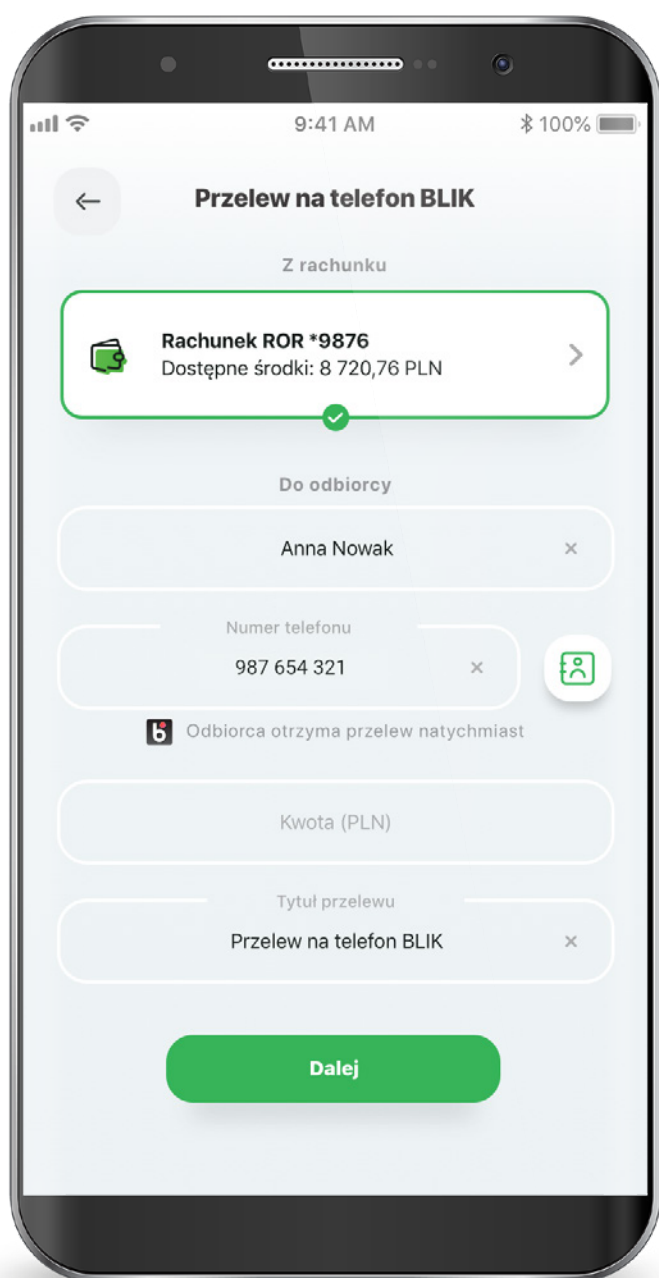 9:41 AM
100%
Przelew na telefon BLIK
Z rachunku
Rachunek ROR *9876
Dostępne środki: 8 720,76 PLN
Do odbiorcy
Anna Nowak
Numer telefonu
987 654 321
Odbiorca otrzyma przelew natychmiast
Kwota (PLN)
Tytuł przelewu
Przelew na telefon BLIK
Dalej